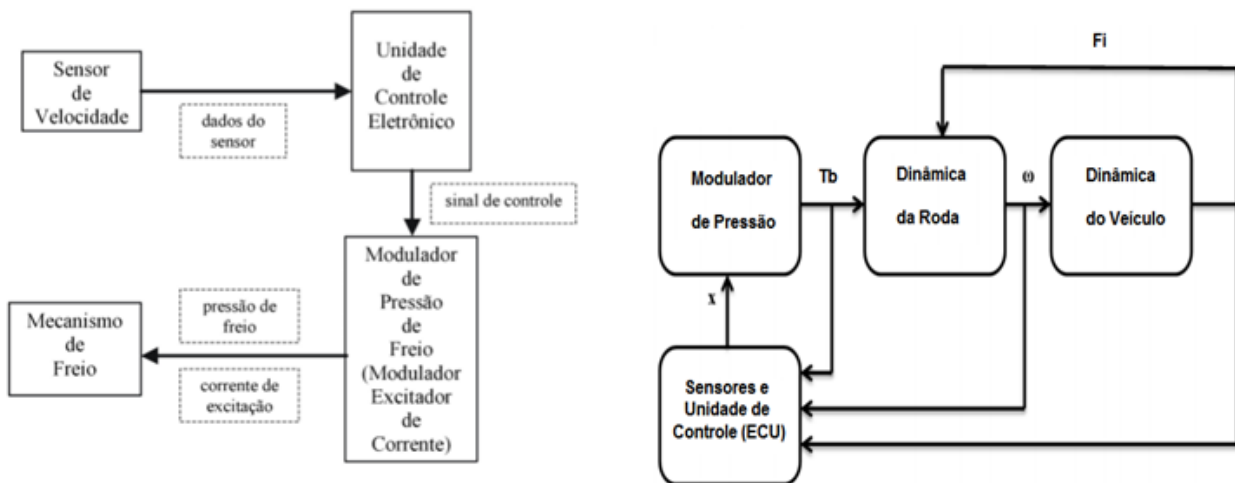 Sensor
de
Velocidade
dados do
sensor
Unidade
de
Controle
Eletrônico
sinal de controle
Modulador
de
Pressão
de
Freio
(Modulador
Excitador
de
Corrente)
pressão de
freio
corrente de
excitação
Mecanismo
de
Freio
Fi
Modulador
de Pressão
Tb
Dinâmica
da Roda
ω
Dinâmica
do Veículo
x
Sensores e
Unidade de
Controle (ECU)